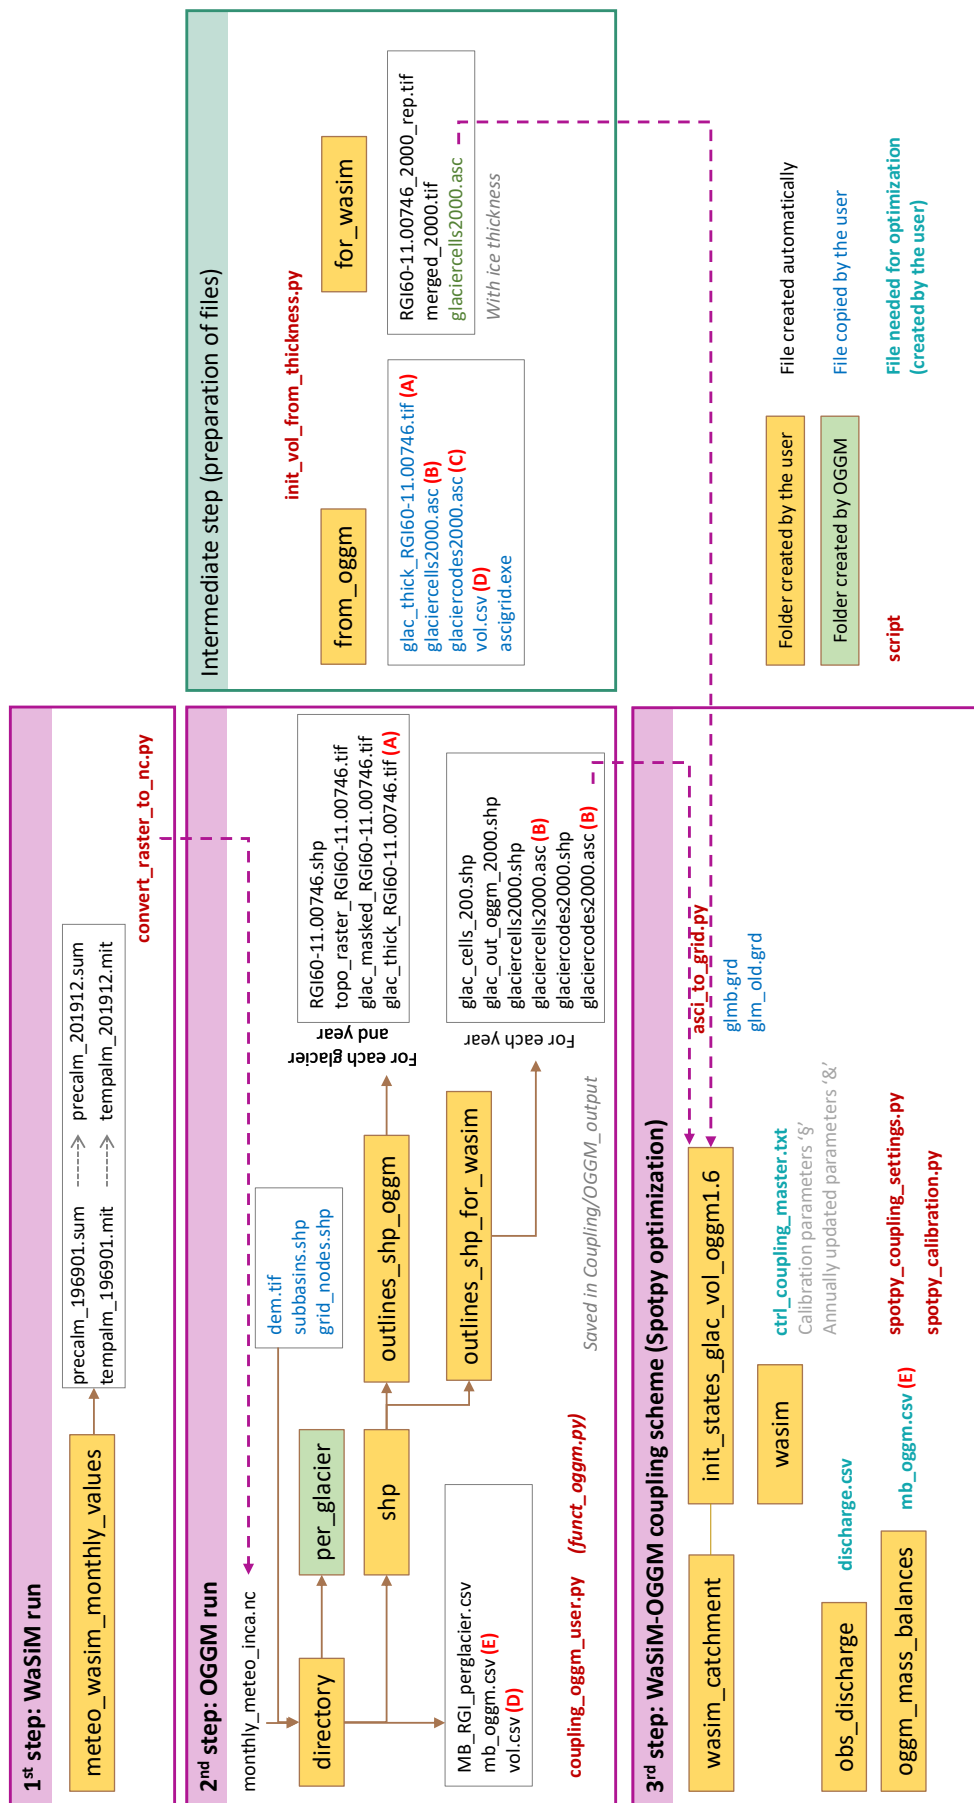 1st step: WaSiM run
meteo_wasim_monthly_values
precalm_196901.sum
precalm_201912.sum
tempalm_196901.mit
tempalm_201912.mit
convert_raster_to_nc.py
2nd step: OGGM run
monthly_meteo_inca.nc
directory
per_glacier
shp
dem.tif
subbasins.shp
grid_nodes.shp
outlines_shp_oggm
outlines_shp_for_wasim
For each glacier
and year
RGI60-11.00746.shp
topo_raster_RGI60-11.00746.tif
glac_masked_RGI60-11.00746.tif
glac_thick_RGI60-11.00746.tif (A)
For each year
glac_cells_200.shp
glac_out_oggm_2000.shp
glaciercells2000.shp
glaciercells2000.asc (B)
glaciercodes2000.shp
glaciercodes2000.asc (B)
MB_RGI_perglacier.csv
mb_oggm.csv (E)
vol.csv (D)
coupling_oggm_user.py
(funct_oggm.py)
Saved in Coupling/OGGM_output
Intermediate step (preparation of files)
init_vol_from_thickness.py
from_oggm
for_wasim
glac_thick_RGI60-11.00746.tif (A)
glaciercells2000.asc (B)
glaciercodes2000.asc (C)
vol.csv (D)
ascigrid.exe
RGI60-11.00746_2000_rep.tif
merged_2000.tif
glaciercells2000.asc
With ice thickness
3rd step: WaSiM-OGGM coupling scheme (Spotpy optimization)
wasim_catchment
init_states_glac_vol_oggm1.6
asci_to_grid.py
glmb.grd
glm_old.grd
wasim
ctrl_coupling_master.txt
Calibration parameters ‘§’
Annually updated parameters ‘&’
obs_discharge
discharge.csv
oggm_mass_balances
mb_oggm.csv (E)
spotpy_coupling_settings.py
spotpy_calibration.py
Folder created by the user
File created automatically
Folder created by OGGM
File copied by the user
script
File needed for optimization
(created by the user)